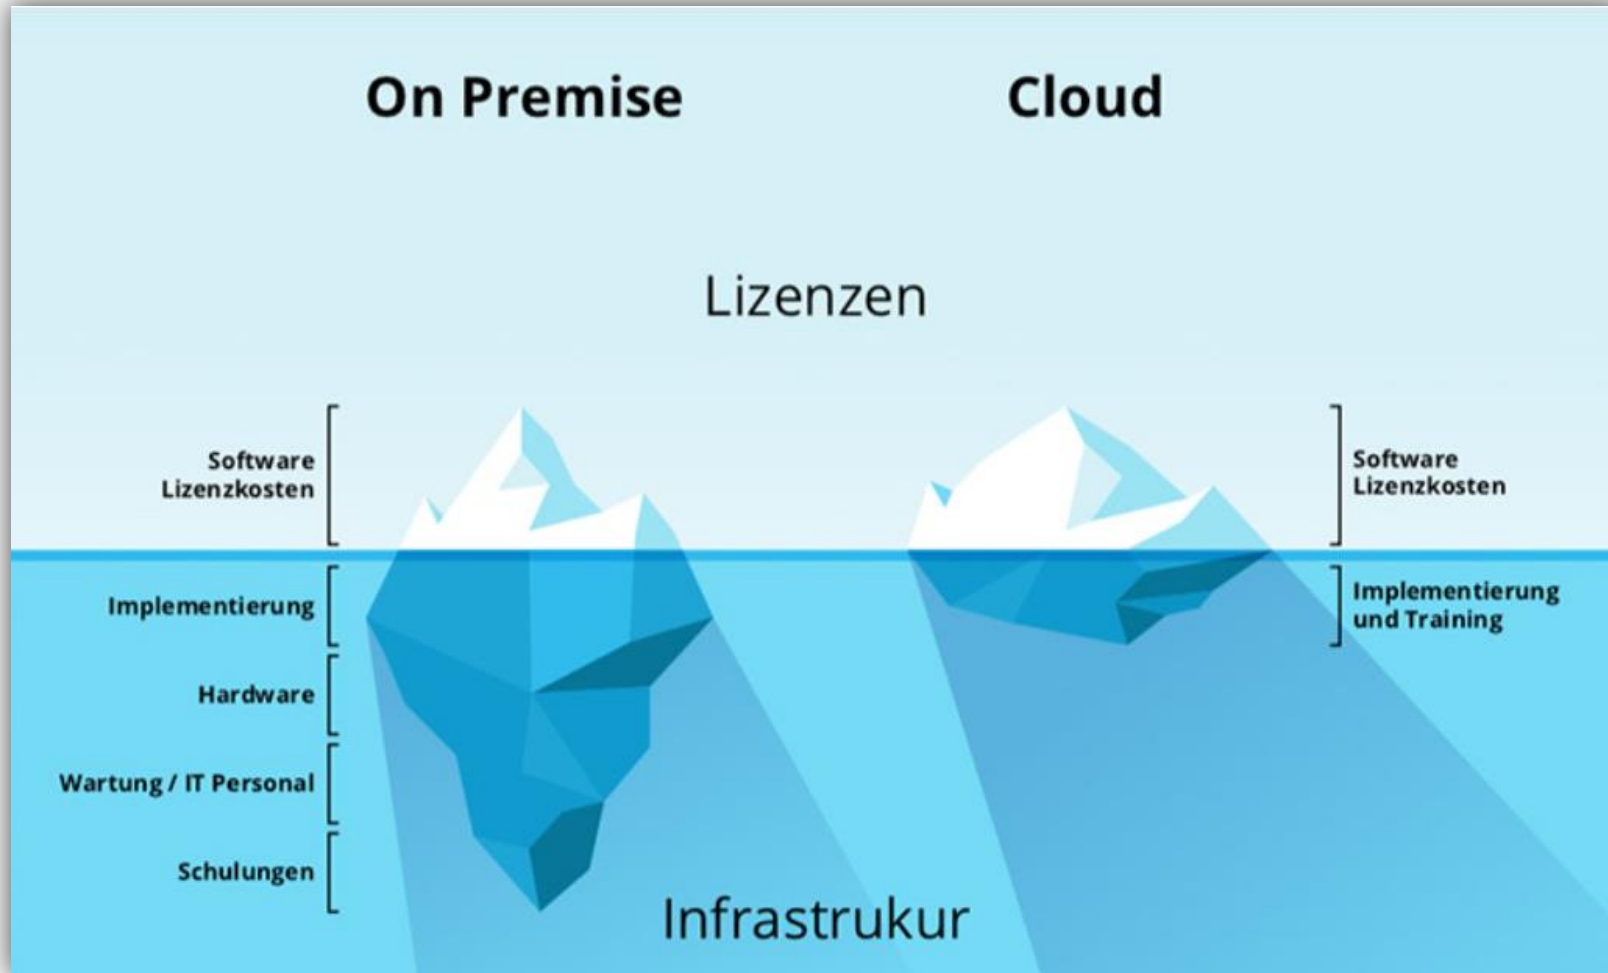 On Premise
Cloud
Lizenzen
Software
Lizenzkosten
Implementierung
Hardware
Wartung / IT Personal
Schulungen
Software
Lizenzkosten
Implementierung
und Training
Infrastrukur